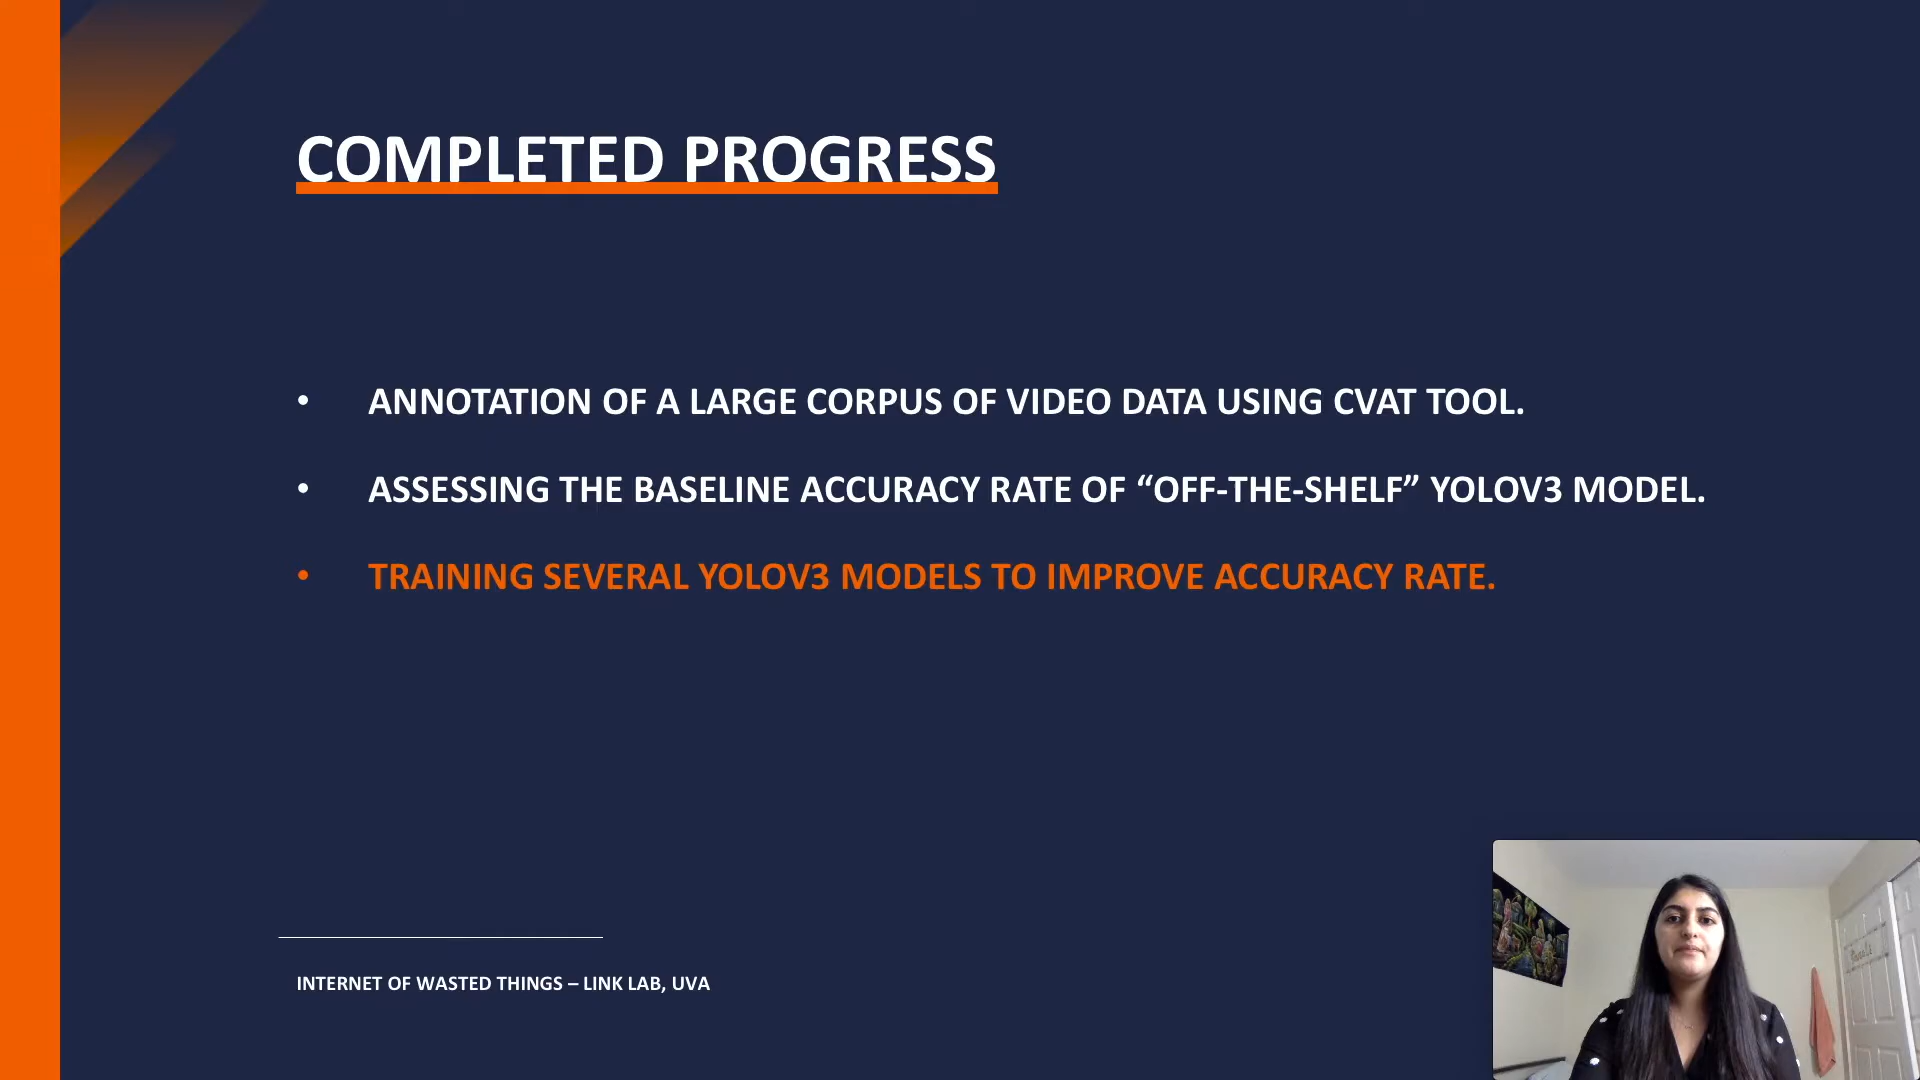 COMPLETED PROGRESS
• ANNOTATION OF A LARGE CORPUS OF VIDEO DATA USING CVAT TOOL.
• ASSESSING THE BASELINE ACCURACY RATE OF “OFF-THE-SHELF” YOLOV3 MODEL.
• TRAINING SEVERAL YOLOV3 MODELS TO IMPROVE ACCURACY RATE.
INTERNET OF WASTED THINGS – LINK LAB, UVA